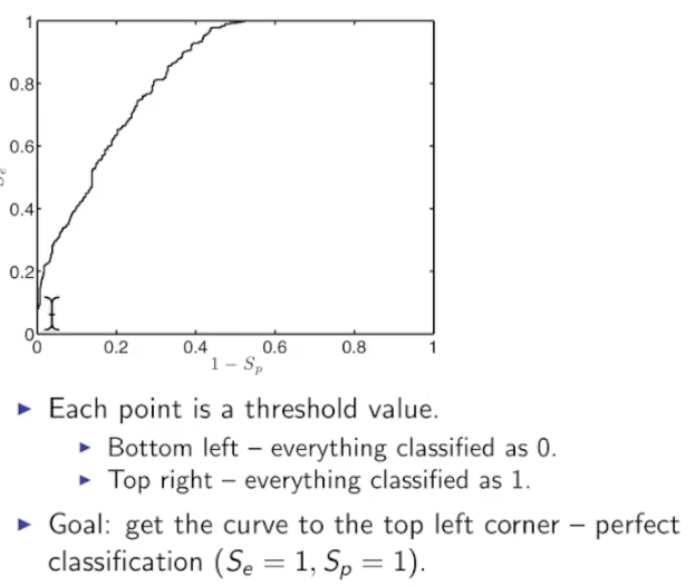 1
0.8
0.6
S_e
0.4
0.2
0
0 0.2 0.4 0.6 0.8 1
1 − S_p
▶ Each point is a threshold value.
▶ Bottom left – everything classified as 0.
▶ Top right – everything classified as 1.
▶ Goal: get the curve to the top left corner – perfect
classification (S_e = 1, S_p = 1).